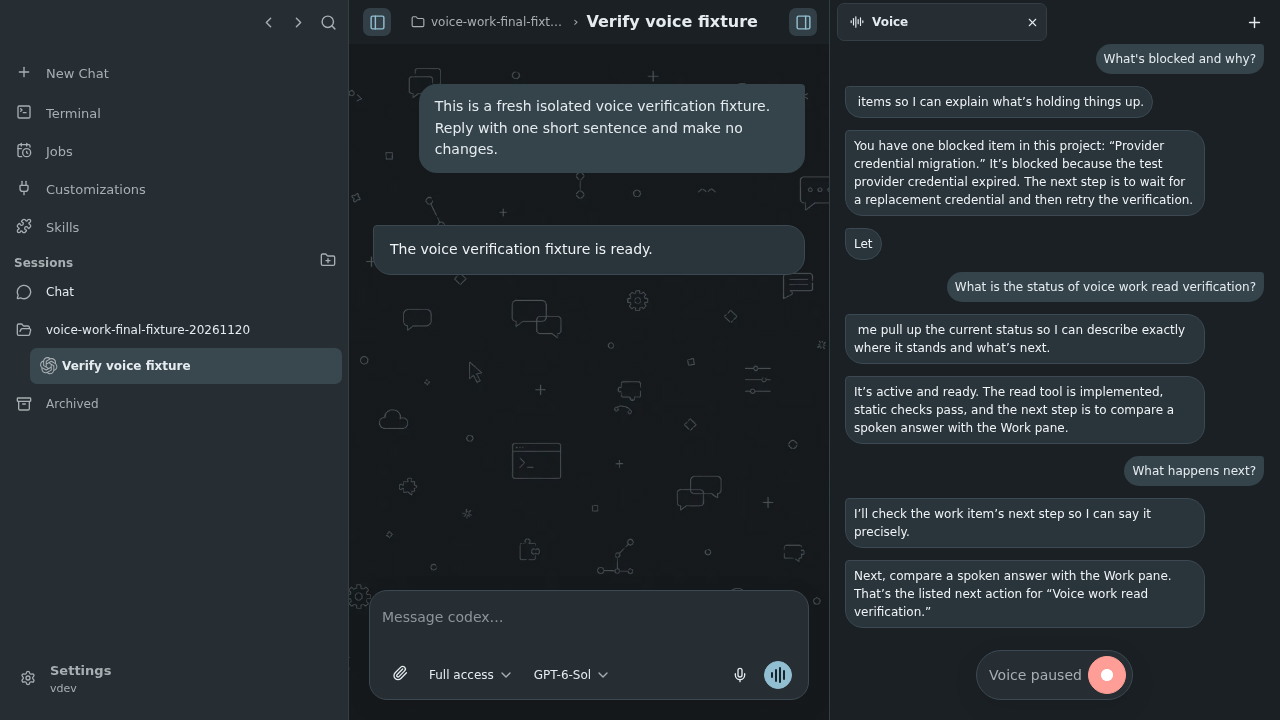 New Chat
Terminal
Jobs
Customizations
Skills
Sessions
Chat
voice-work-final-fixture-20261120
Verify voice fixture
Archived
Settings
vdev
voice-work-final-fixt… › Verify voice fixture
This is a fresh isolated voice verification fixture.
Reply with one short sentence and make no
changes.
The voice verification fixture is ready.
Message codex…
Full access
GPT-6-Sol
Voice
What's blocked and why?
items so I can explain what’s holding things up.
You have one blocked item in this project: “Provider
credential migration.” It’s blocked because the test
provider credential expired. The next step is to wait for
a replacement credential and then retry the verification.
Let
What is the status of voice work read verification?
me pull up the current status so I can describe exactly
where it stands and what’s next.
It’s active and ready. The read tool is implemented,
static checks pass, and the next step is to compare a
spoken answer with the Work pane.
What happens next?
I’ll check the work item’s next step so I can say it
precisely.
Next, compare a spoken answer with the Work pane.
That’s the listed next action for “Voice work read
verification.”
Voice paused